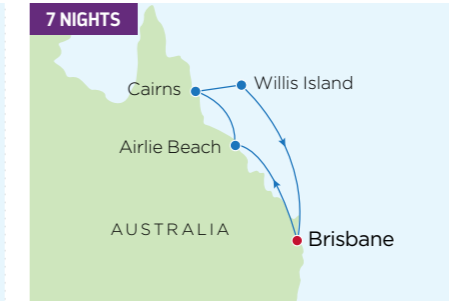 7 NIGHTS
Cairns
Willis Island
Airlie Beach
AUSTRALIA
Brisbane